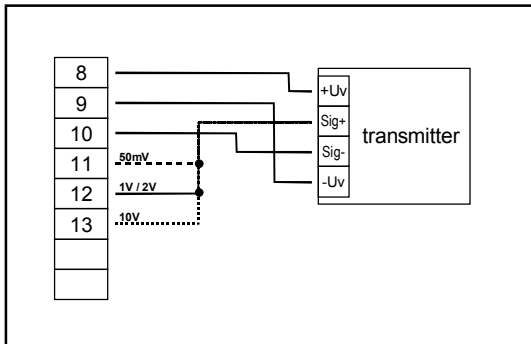 8
9
10
11
12
13
50mV
1V / 2V
10V
+Uv
Sig+
Sig-
-Uv
transmitter